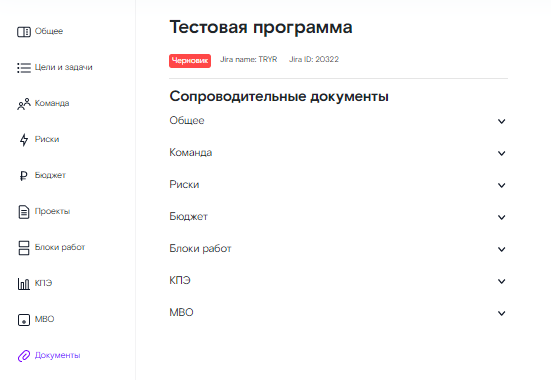 Общее
Цели и задачи
Команда
Риски
Бюджет
Проекты
Блоки работ
КПЭ
МВО
Документы
Тестовая программа
Черновик Jira name: TRYR Jira ID: 20322
Сопроводительные документы
Общее
Команда
Риски
Бюджет
Блоки работ
КПЭ
МВО